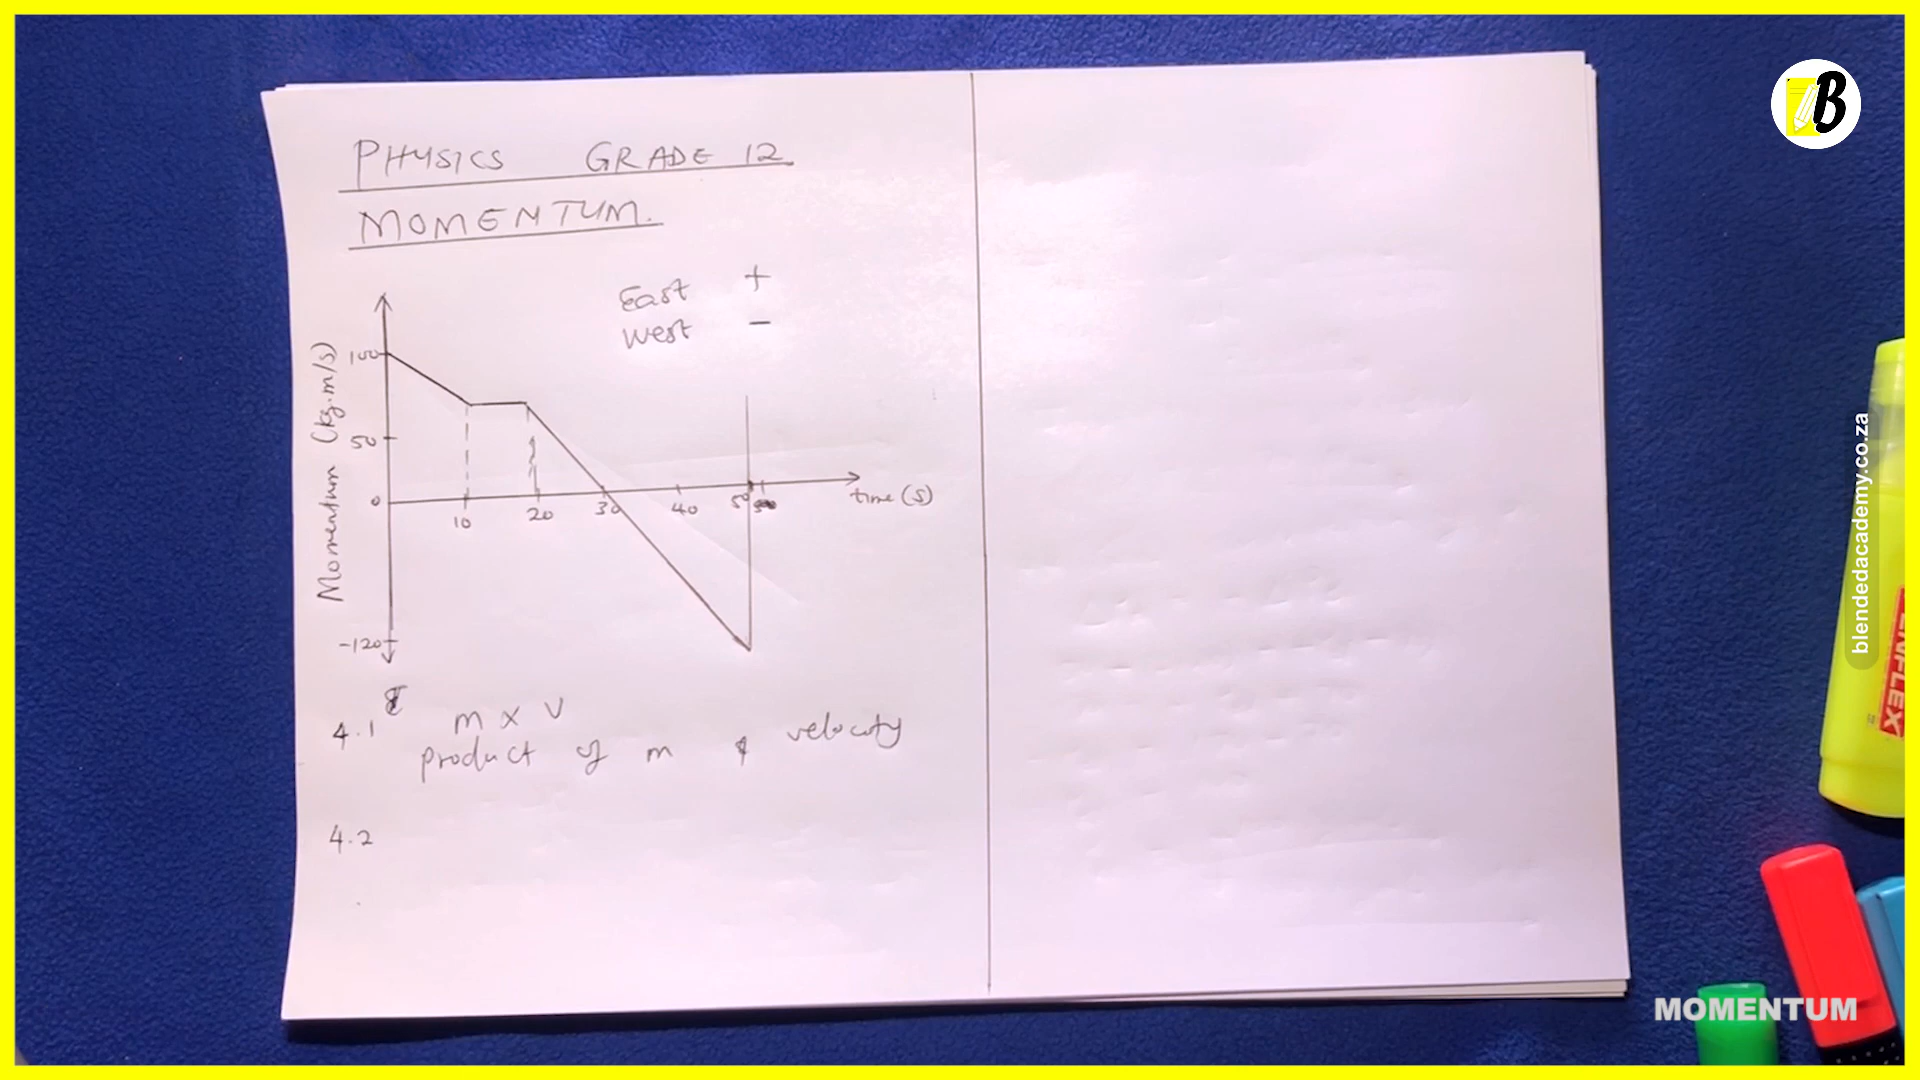 B
PHYSICS GRADE 12
MOMENTUM.
East +
West -
Momentum (kg.m/s)
100
50
0
-120
10 20 30 40 50
time (s)
4.1 m x v
product of m & velocity
4.2
blendedacademy.co.za
ENFLEX
MOMENTUM